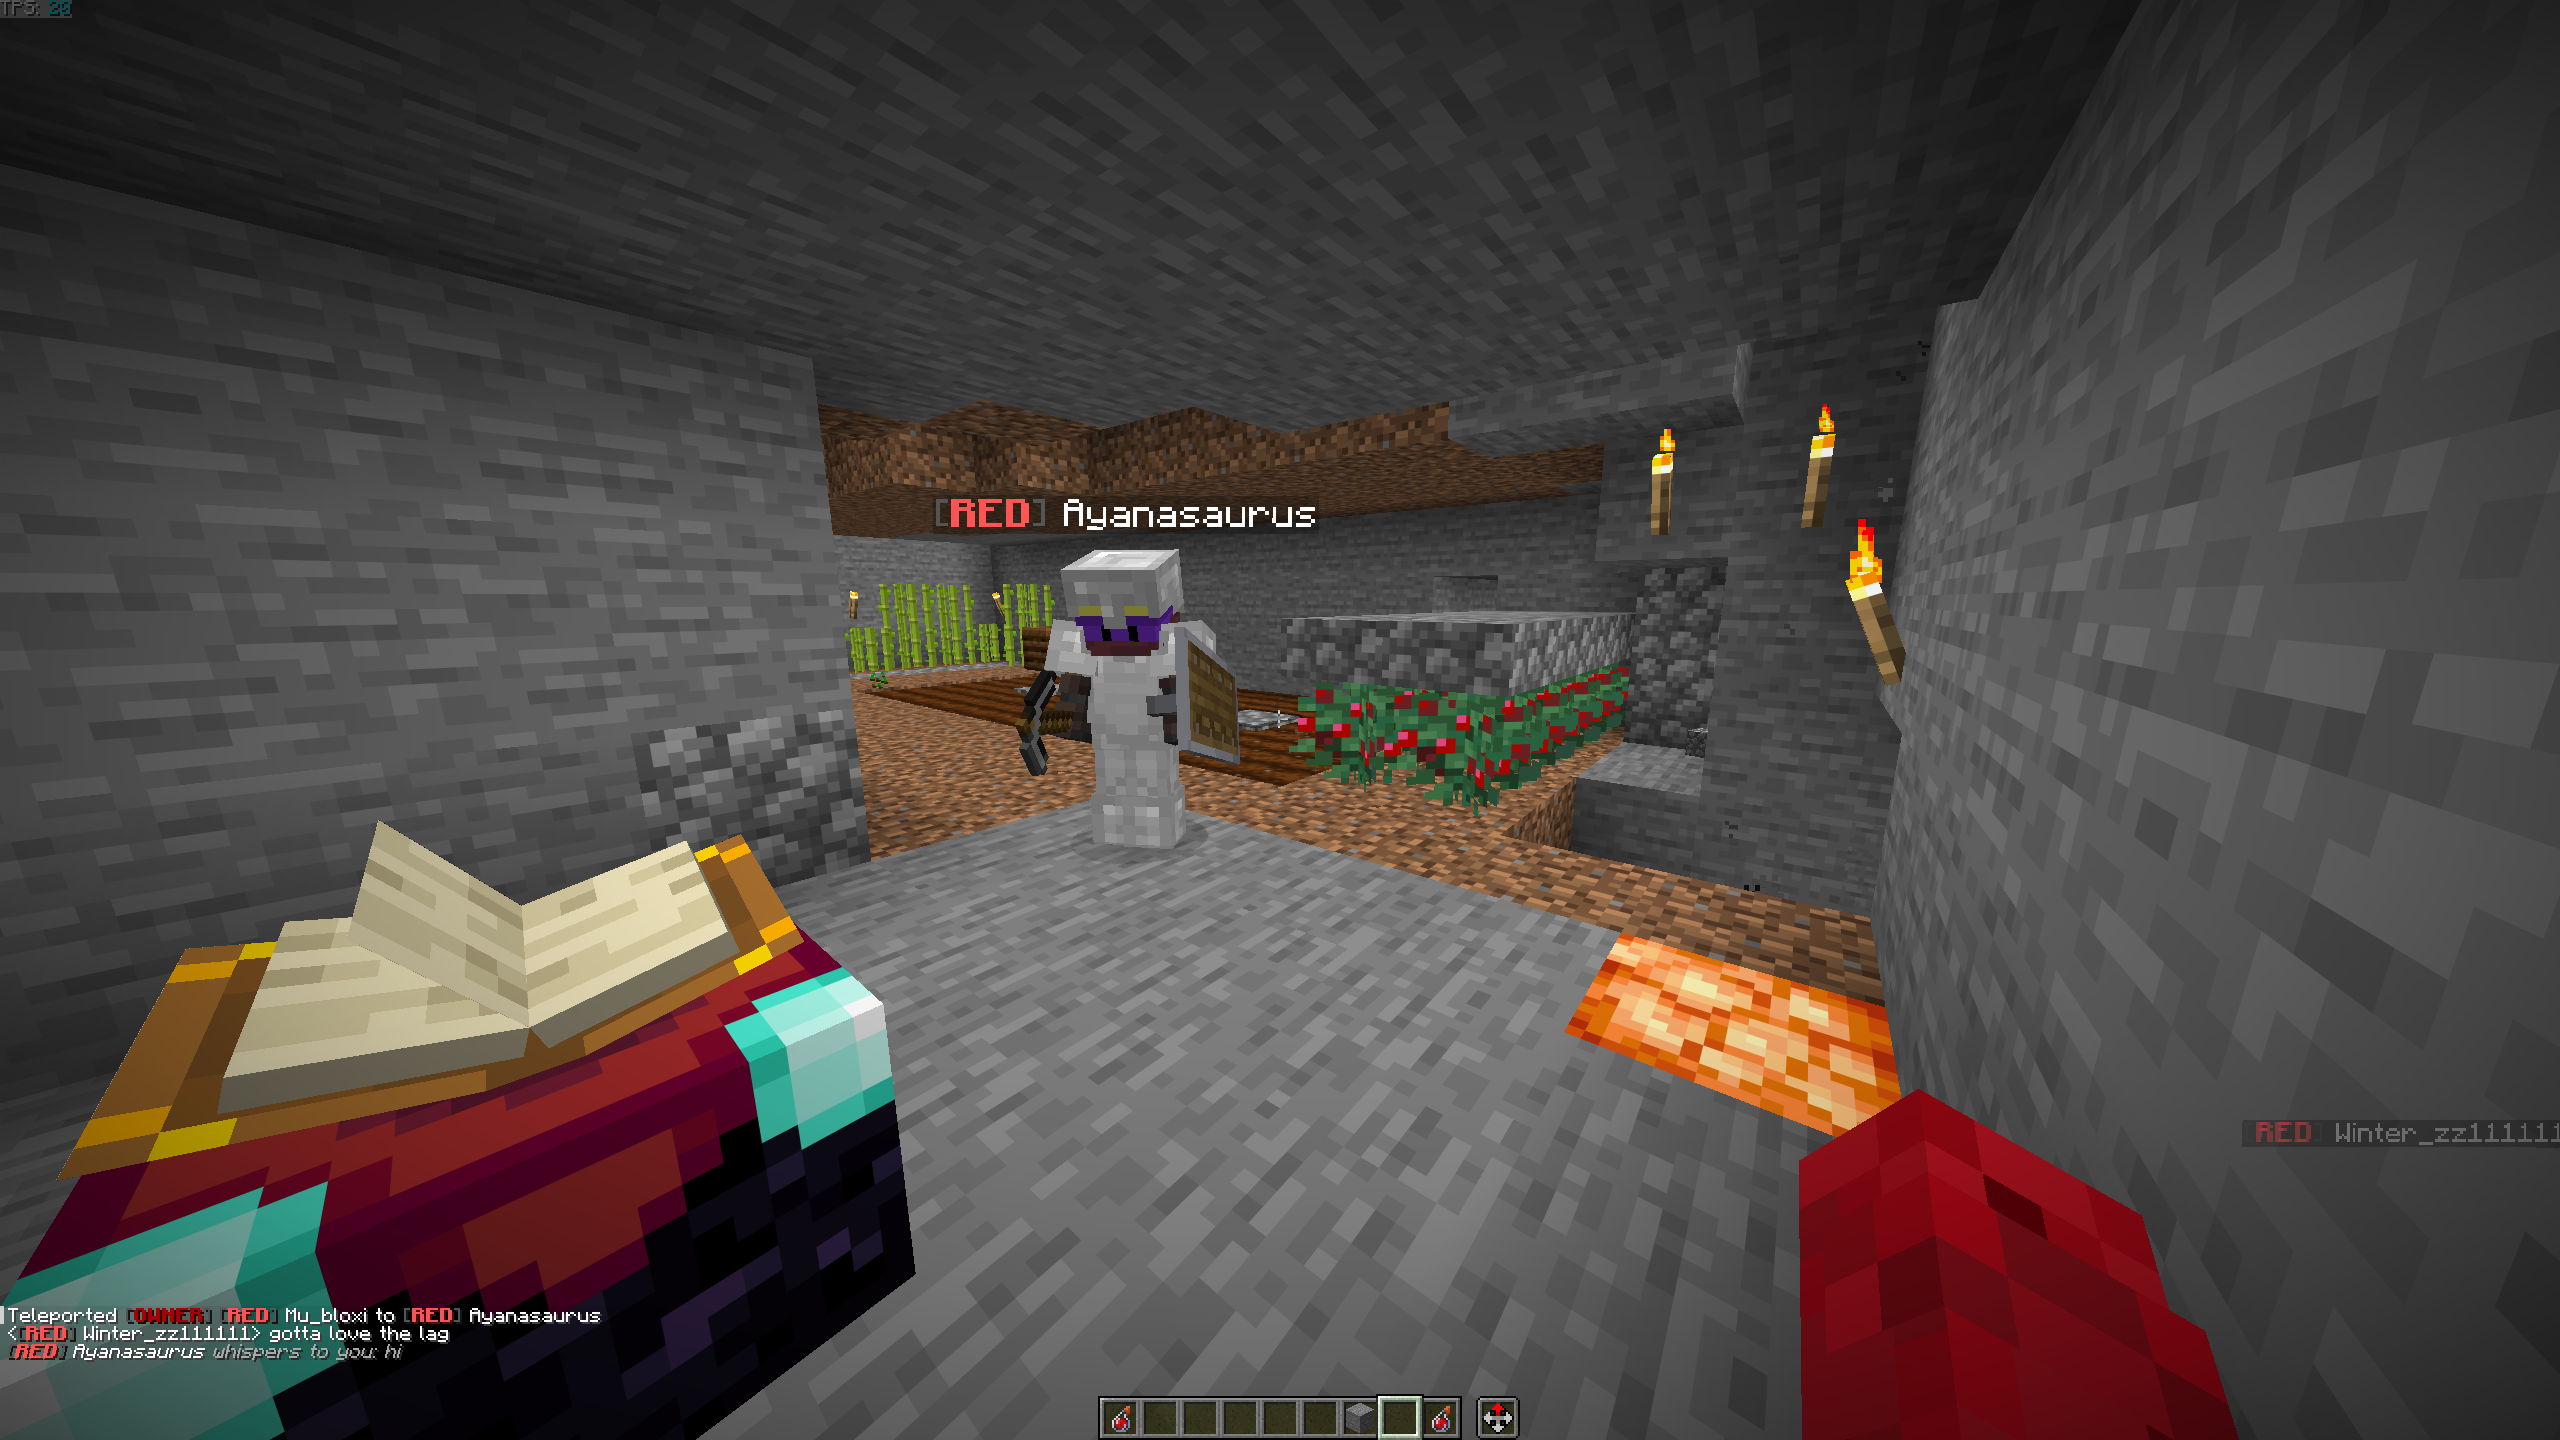 TPS: 20
[RED] Ayanasaurus
[RED] Winter_zz111111
Teleported [OWNER] [RED] Mu_bloxi to [RED] Ayanasaurus
<[RED] Winter_zz111111> gotta love the lag
[RED] Ayanasaurus whispers to you: hi